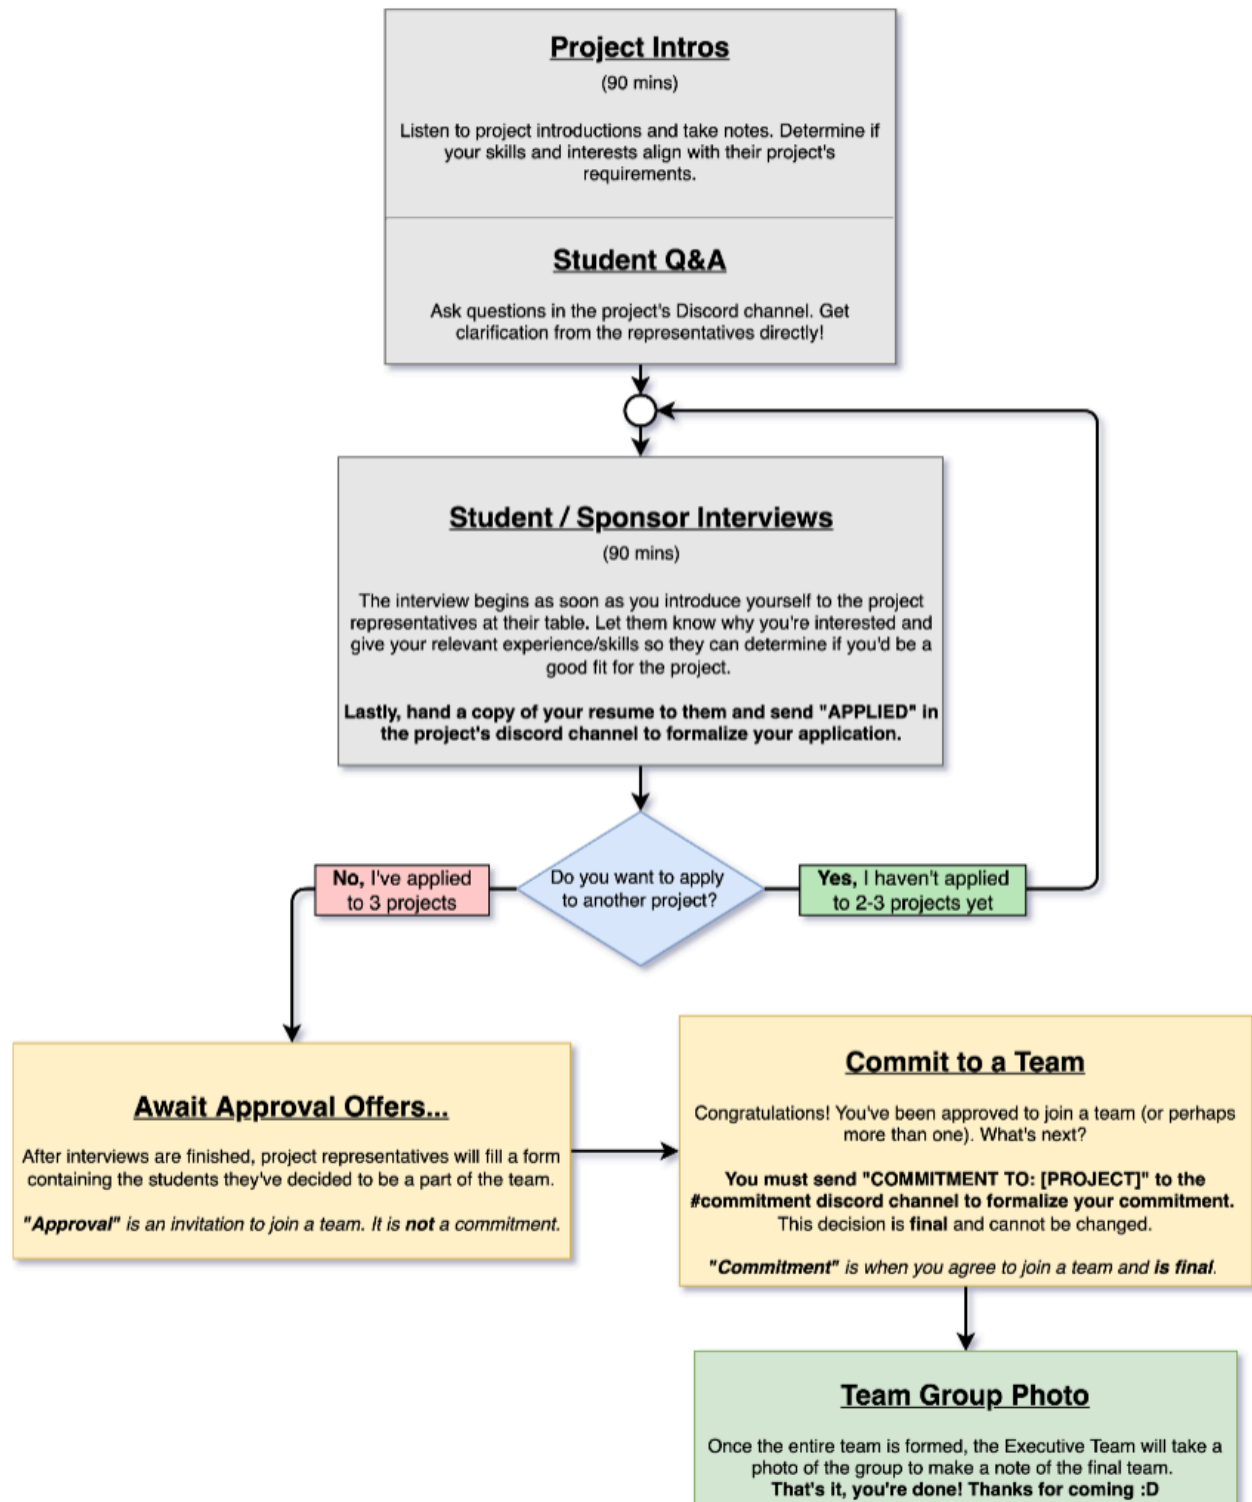 Project Intros
(90 mins)
Listen to project introductions and take notes. Determine if
your skills and interests align with their project's
requirements.
Student Q&A
Ask questions in the project's Discord channel. Get
clarification from the representatives directly!
Student / Sponsor Interviews
(90 mins)
The interview begins as soon as you introduce yourself to the project
representatives at their table. Let them know why you're interested and
give your relevant experience/skills so they can determine if you'd be a
good fit for the project.
Lastly, hand a copy of your resume to them and send "APPLIED" in
the project's discord channel to formalize your application.
Do you want to apply
to another project?
No, I've applied
to 3 projects
Yes, I haven't applied
to 2-3 projects yet
Await Approval Offers...
After interviews are finished, project representatives will fill a form
containing the students they've decided to be a part of the team.
"Approval" is an invitation to join a team. It is not a commitment.
Commit to a Team
Congratulations! You've been approved to join a team (or perhaps
more than one). What's next?
You must send "COMMITMENT TO: [PROJECT]" to the
#commitment discord channel to formalize your commitment.
This decision is final and cannot be changed.
"Commitment" is when you agree to join a team and is final.
Team Group Photo
Once the entire team is formed, the Executive Team will take a
photo of the group to make a note of the final team.
That's it, you're done! Thanks for coming :D